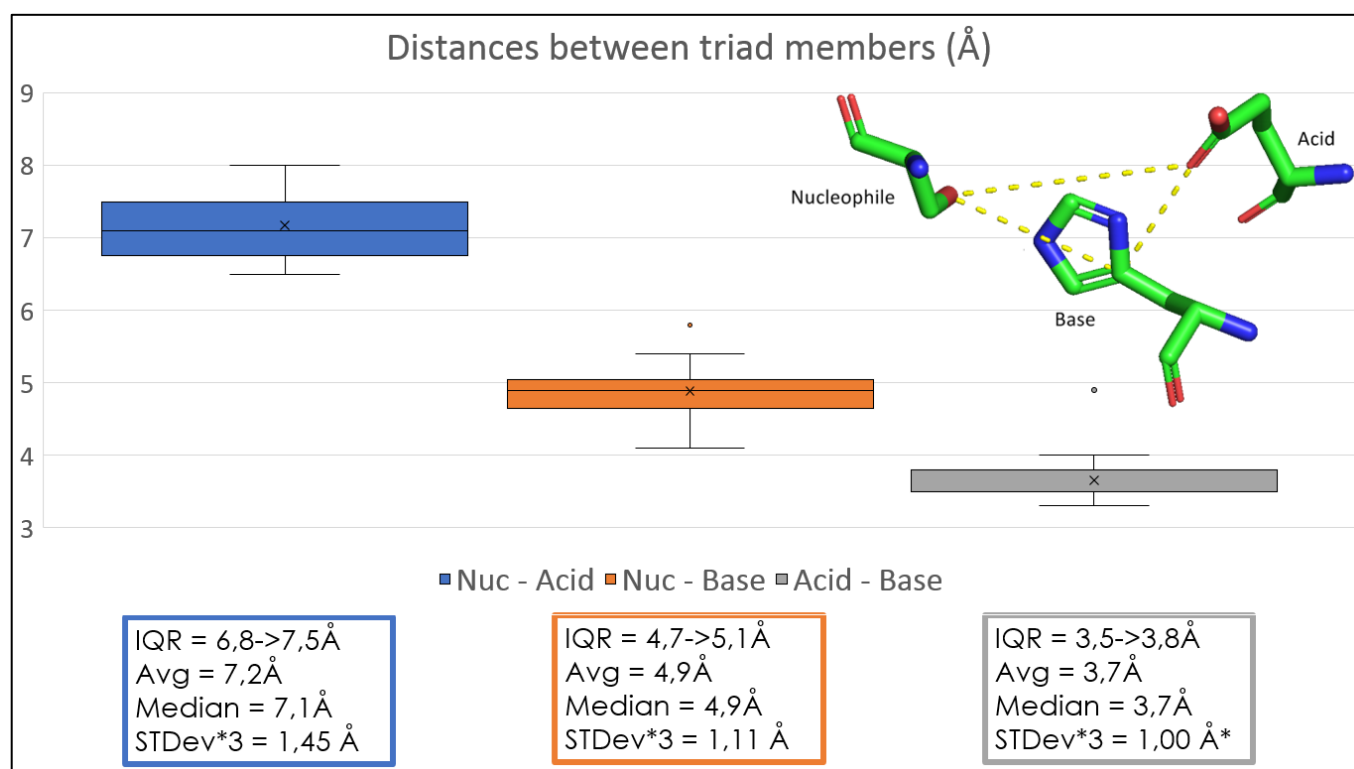 Distances between triad members (Å)
9
8
7
6
5
4
3
Nucleophile
Acid
Base
Nuc - Acid Nuc - Base Acid - Base
IQR = 6,8->7,5Å
Avg = 7,2Å
Median = 7,1Å
STDev*3 = 1,45 Å
IQR = 4,7->5,1Å
Avg = 4,9Å
Median = 4,9Å
STDev*3 = 1,11 Å
IQR = 3,5->3,8Å
Avg = 3,7Å
Median = 3,7Å
STDev*3 = 1,00 Å*